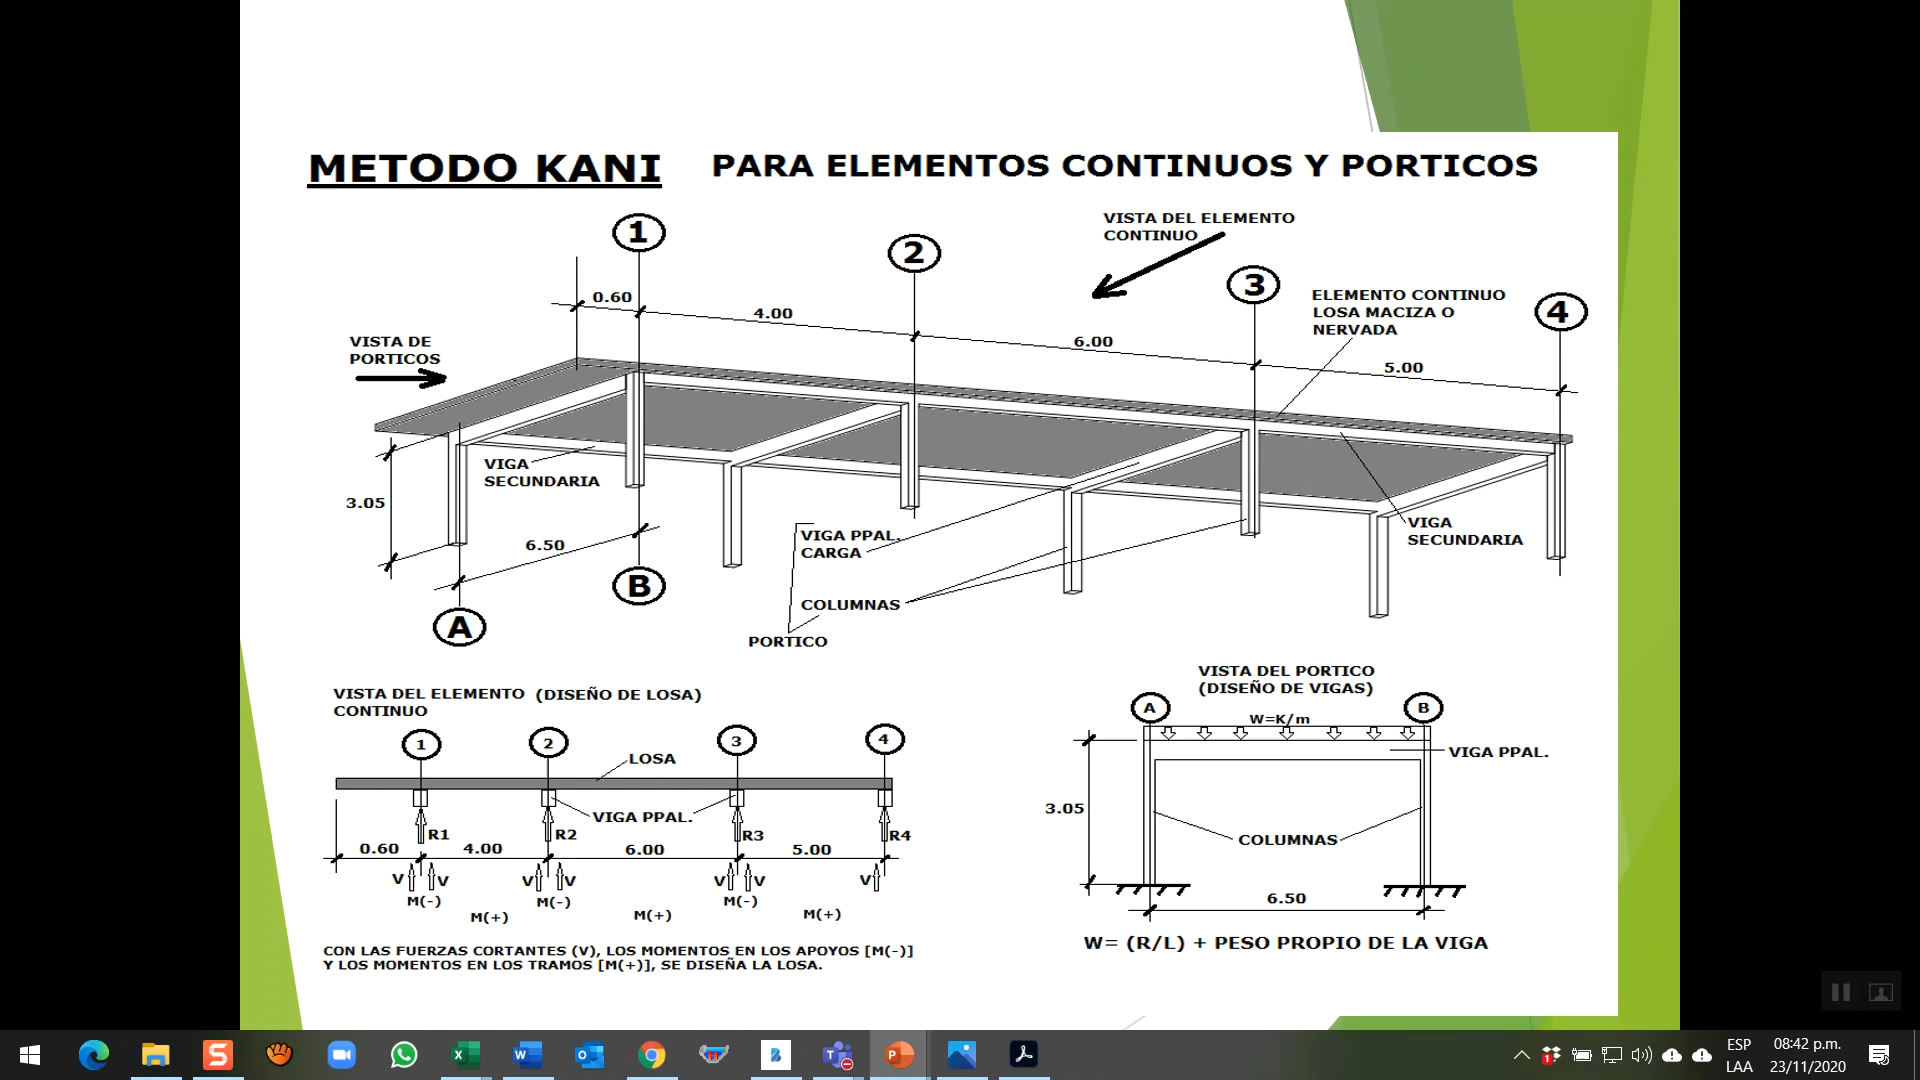 METODO KANI PARA ELEMENTOS CONTINUOS Y PORTICOS
VISTA DEL ELEMENTO
CONTINUO
1
2
3
4
0.60
4.00
6.00
5.00
ELEMENTO CONTINUO
LOSA MACIZA O
NERVADA
VISTA DE
PORTICOS
VIGA
SECUNDARIA
3.05
6.50
A
B
VIGA PPAL.
CARGA
COLUMNAS
PORTICO
VIGA
SECUNDARIA
VISTA DEL ELEMENTO (DISEÑO DE LOSA)
CONTINUO
1
2
3
4
LOSA
VIGA PPAL.
R1
R2
R3
R4
0.60
4.00
6.00
5.00
V V V V V V V
M(-) M(-) M(-)
M(+) M(+) M(+)
CON LAS FUERZAS CORTANTES (V), LOS MOMENTOS EN LOS APOYOS [M(-)]
Y LOS MOMENTOS EN LOS TRAMOS [M(+)], SE DISEÑA LA LOSA.
VISTA DEL PORTICO
(DISEÑO DE VIGAS)
A
B
W=K/m
VIGA PPAL.
3.05
COLUMNAS
6.50
W= (R/L) + PESO PROPIO DE LA VIGA
ESP
LAA
08:42 p.m.
23/11/2020